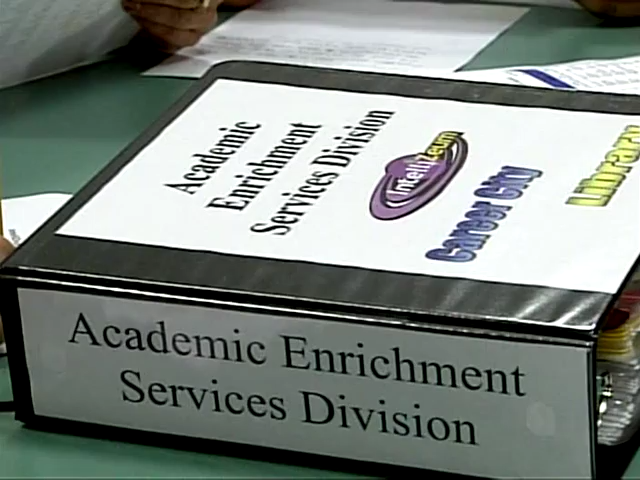 Academic
Enrichment
Services Division
Intellizeum
Career City
Library
Academic Enrichment
Services Division